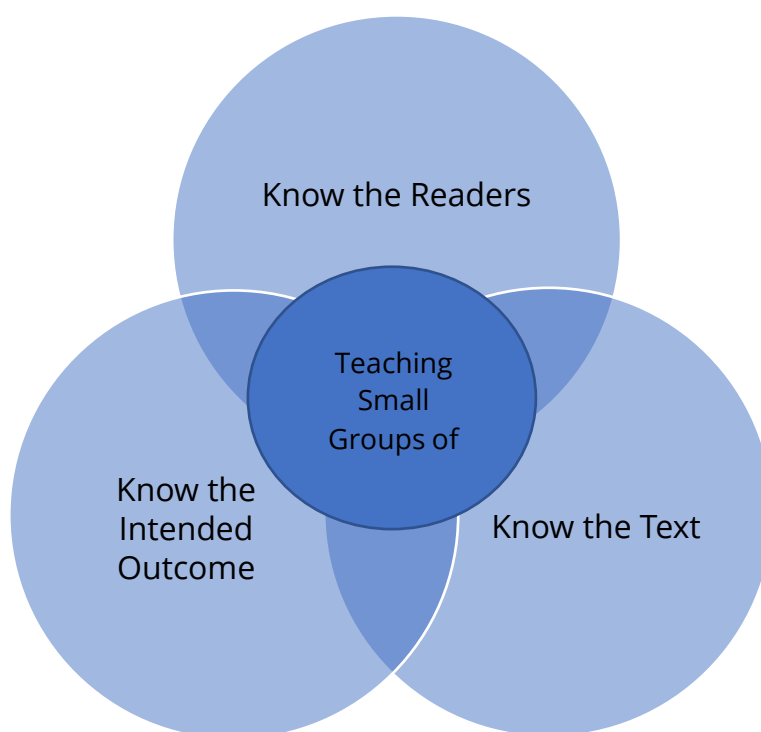 Know the Readers
Teaching
Small
Groups of
Know the
Intended
Outcome
Know the Text